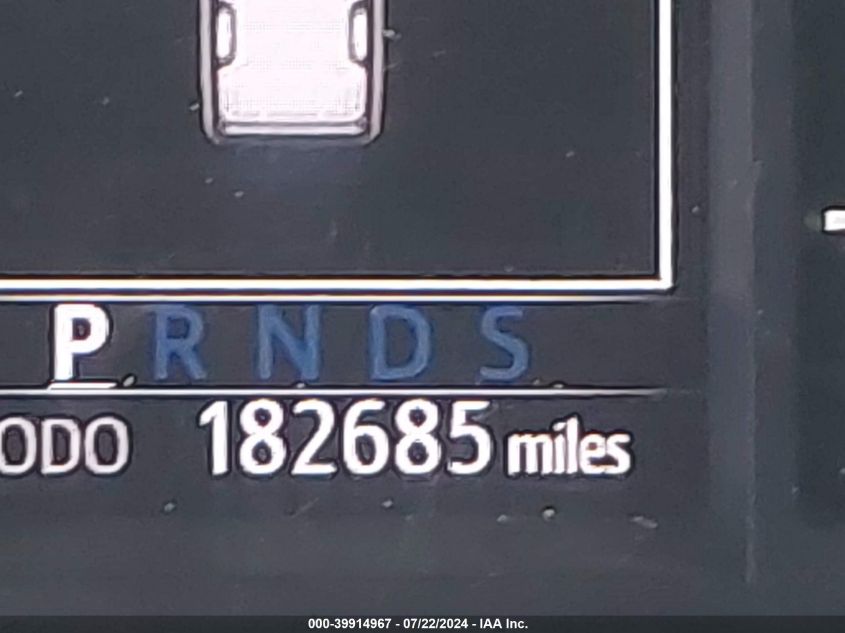 P R N D S
ODO 182685 miles
000-39914967 - 07/22/2024 - IAA Inc.